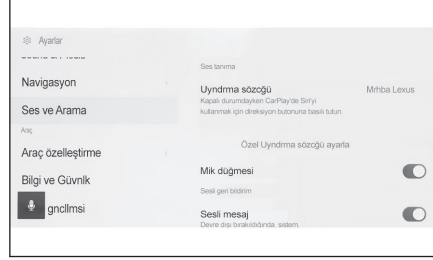 Ayarlar
Navigasyon
Ses ve Arama
Araç
Araç özelleştirme
Bilgi ve Güvnlk
gncllmsi
Ses tanıma
Uyndrma sözcğü
Mrhba Lexus
Kapalı durumdayken CarPlay'de Siri'yi
kullanmak için direksiyon butonuna basılı tutun
Özel Uyndrma sözcğü ayarla
Mik düğmesi
Sesli geri bildirim
Sesli mesaj
Devre dışı bırakıldığında, sistem,